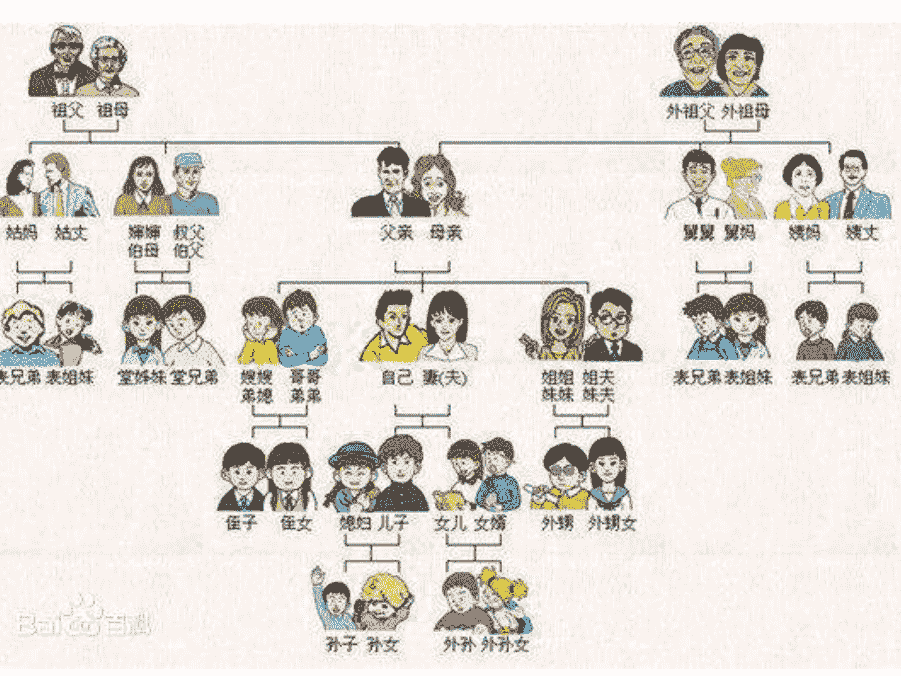 祖父 祖母
外祖父 外祖母
姑妈 姑丈
婶婶 叔父
伯母 伯父
父亲 母亲
舅舅 舅妈
姨妈 姨丈
表兄弟 表姐妹
堂姊妹 堂兄弟
嫂嫂 哥哥
弟媳 弟弟
自己 妻(夫)
姐姐 姐夫
妹妹 妹夫
表兄弟 表姐妹
表兄弟 表姐妹
侄子 侄女
媳妇 儿子
女儿 女婿
外甥 外甥女
孙子 孙女
外孙 外孙女
Bai百科